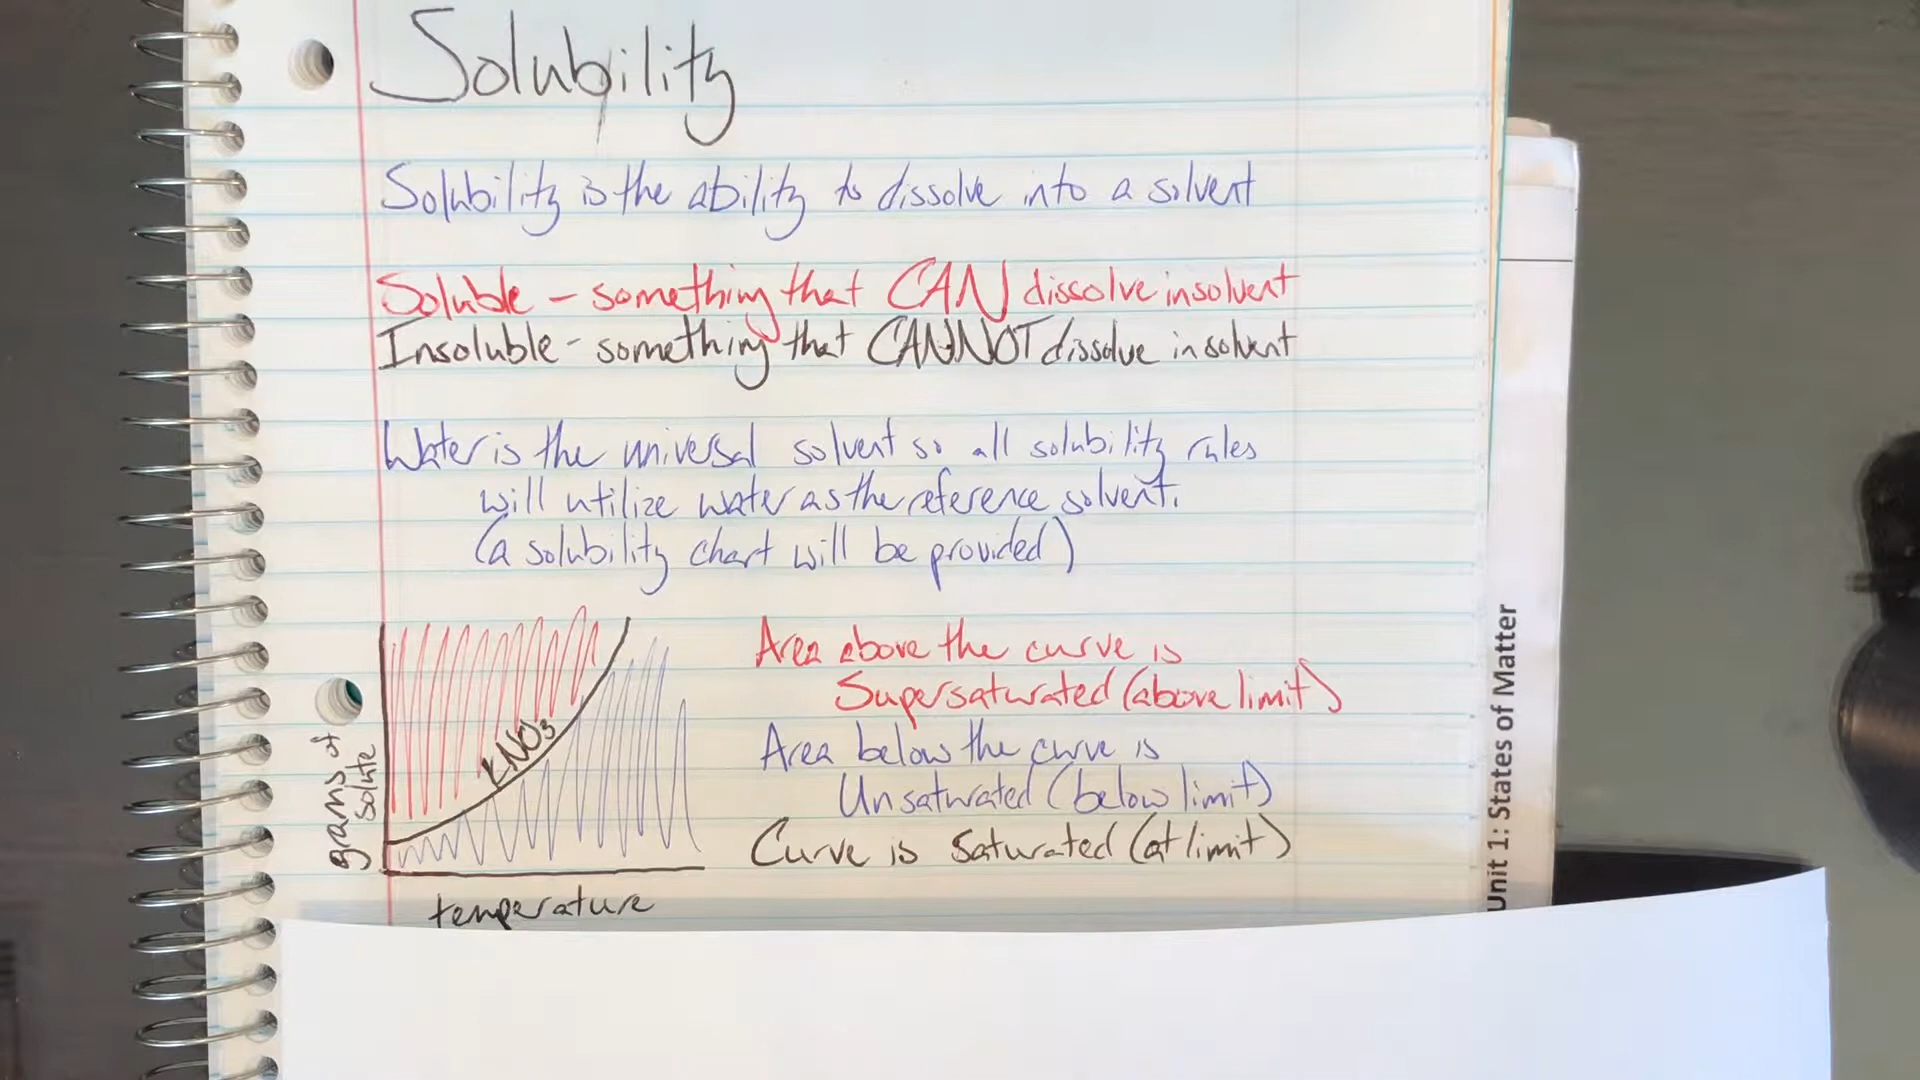 Solubility
Solubility is the ability to dissolve into a solvent
Soluble - something that CAN dissolve in solvent
Insoluble - something that CANNOT dissolve in solvent
Water is the universal solvent so all solubility rules
will utilize water as the reference solvent.
(a solubility chart will be provided)
grams of
solute
KNO3
temperature
Area above the curve is
Supersaturated (above limit)
Area below the curve is
Unsaturated (below limit)
Curve is saturated (at limit)
Unit 1: States of Matter